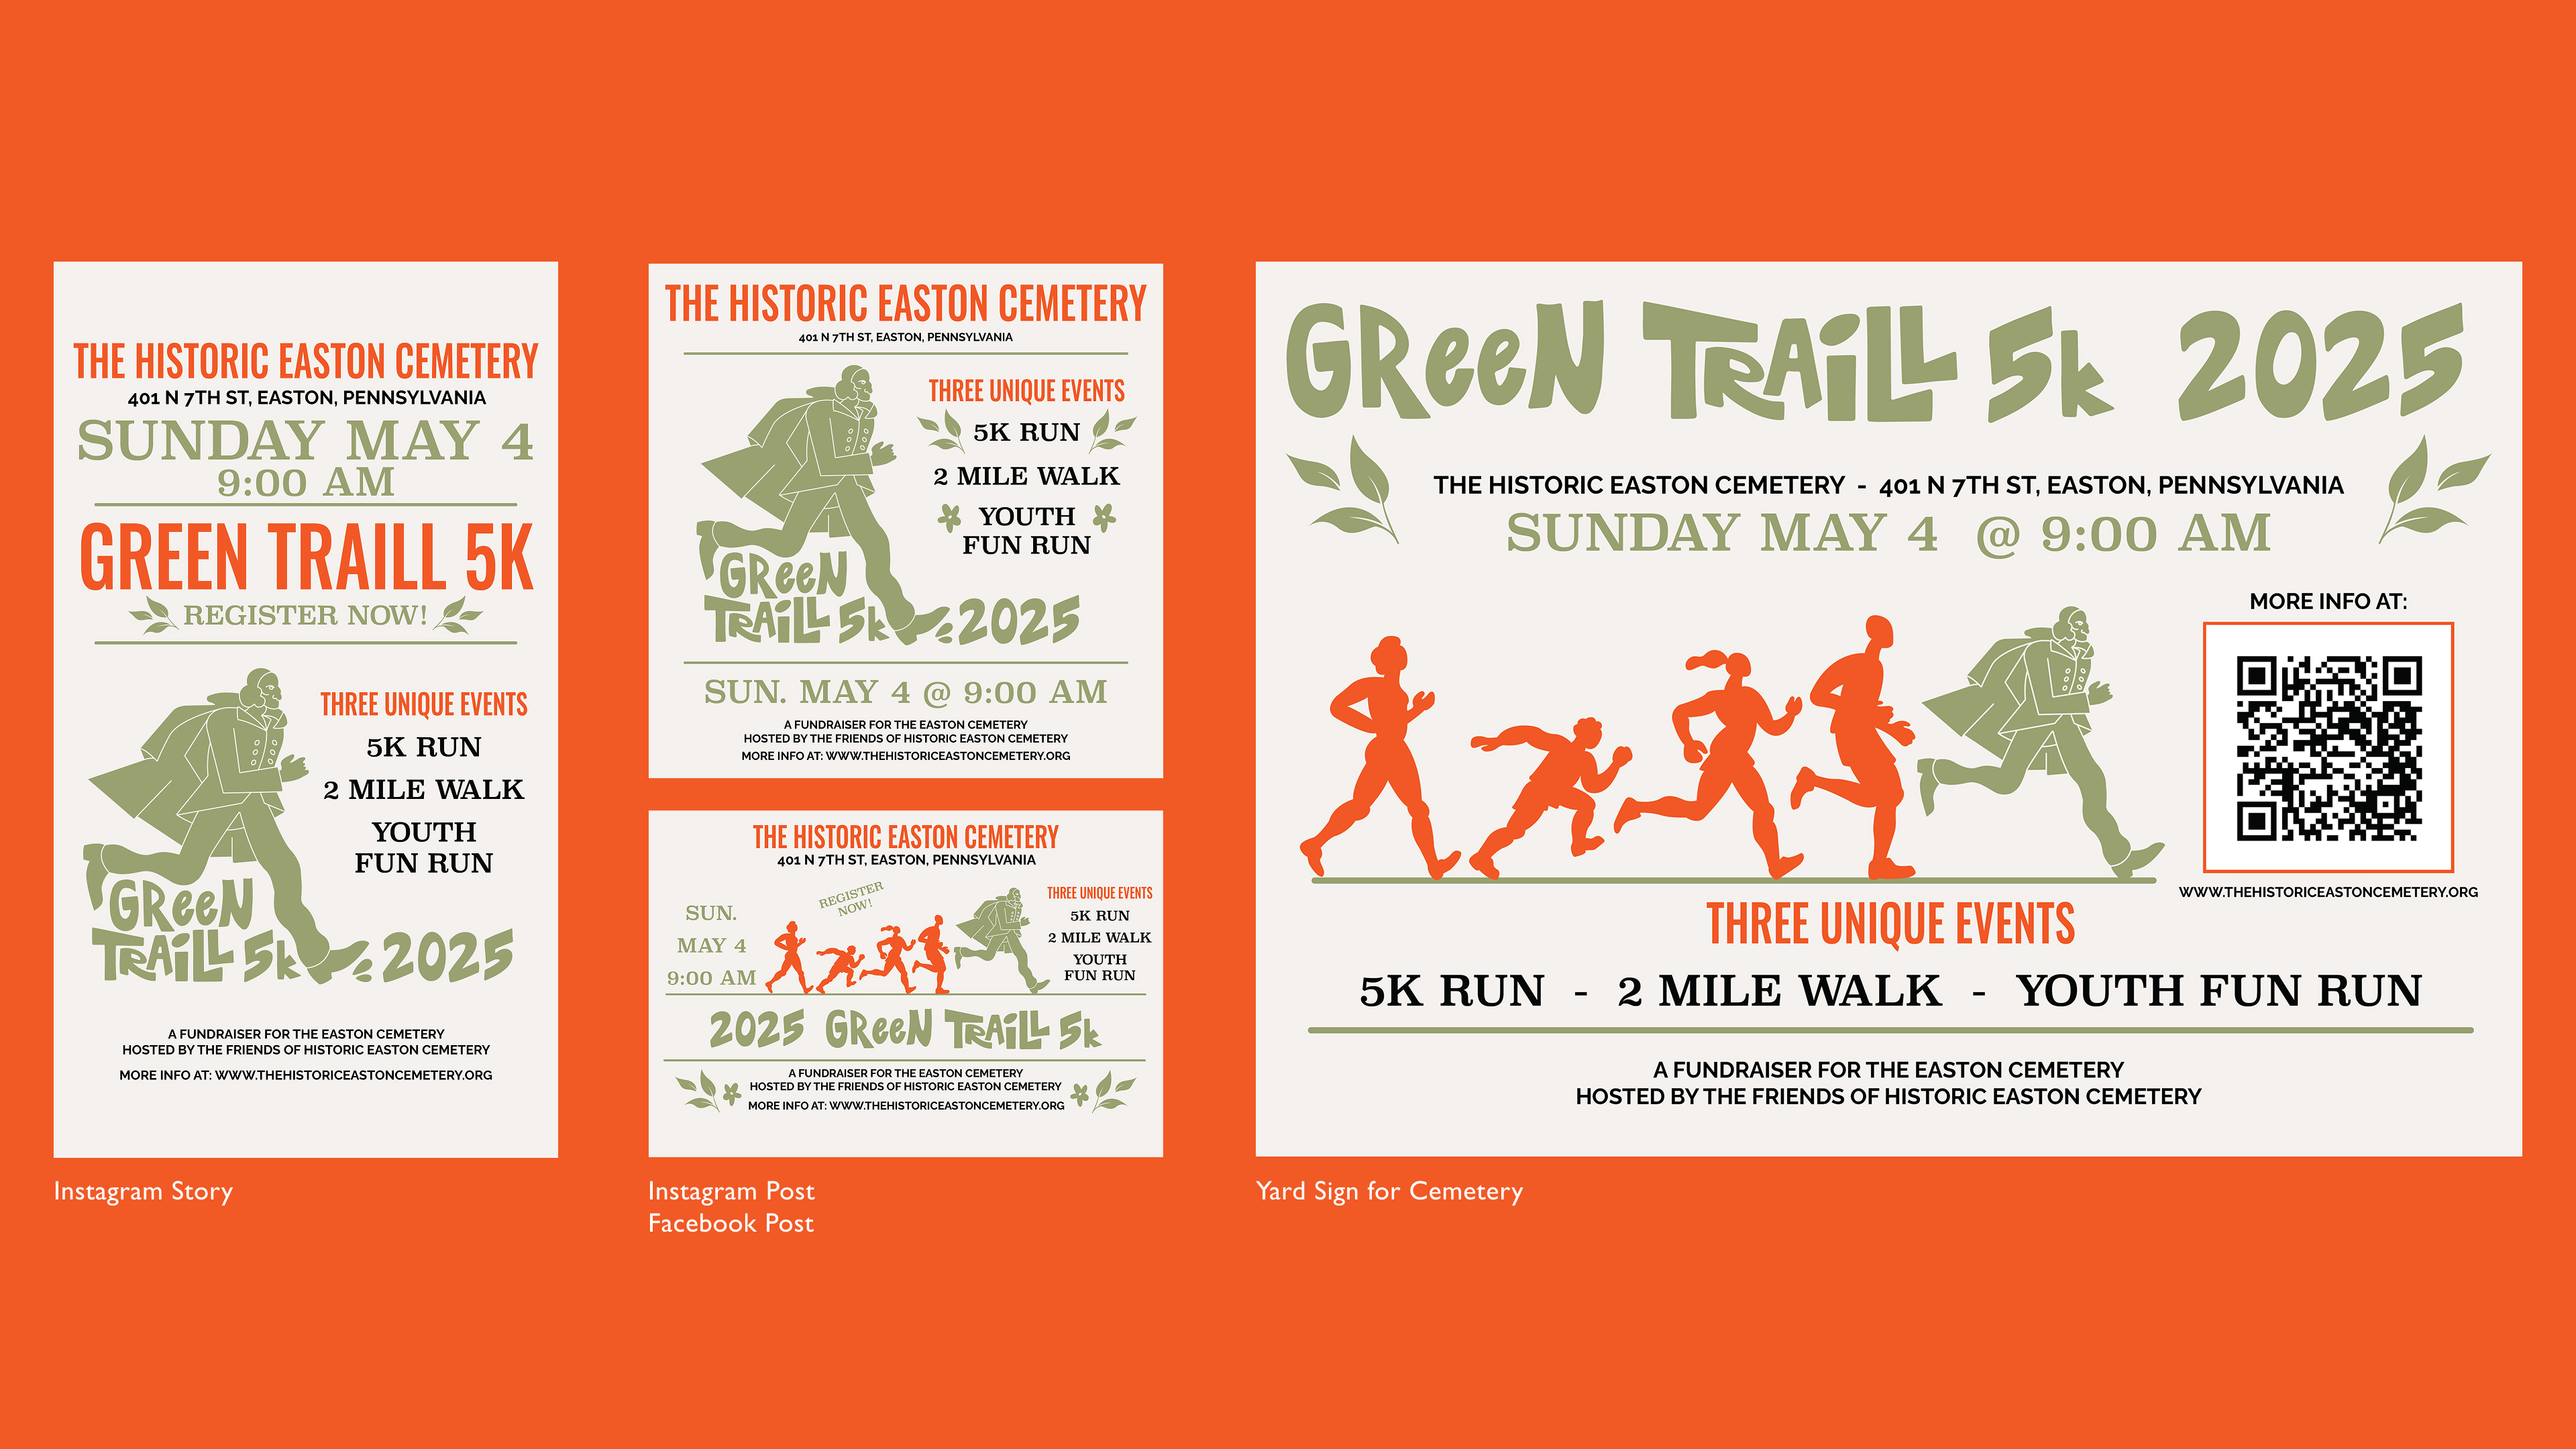 THE HISTORIC EASTON CEMETERY
401 N 7TH ST, EASTON, PENNSYLVANIA
SUNDAY MAY 4
9:00 AM
GREEN TRAILL 5K
REGISTER NOW!
THREE UNIQUE EVENTS
5K RUN
2 MILE WALK
YOUTH
FUN RUN
GReeN
TRAiLL 5k 2025
A FUNDRAISER FOR THE EASTON CEMETERY
HOSTED BY THE FRIENDS OF HISTORIC EASTON CEMETERY
MORE INFO AT: WWW.THEHISTORICEASTONCEMETERY.ORG
Instagram Story
THE HISTORIC EASTON CEMETERY
401 N 7TH ST, EASTON, PENNSYLVANIA
THREE UNIQUE EVENTS
5K RUN
2 MILE WALK
YOUTH
FUN RUN
GReeN
TRAiLL 5k 2025
SUN. MAY 4 @ 9:00 AM
A FUNDRAISER FOR THE EASTON CEMETERY
HOSTED BY THE FRIENDS OF HISTORIC EASTON CEMETERY
MORE INFO AT: WWW.THEHISTORICEASTONCEMETERY.ORG
THE HISTORIC EASTON CEMETERY
401 N 7TH ST, EASTON, PENNSYLVANIA
SUN.
MAY 4
9:00 AM
REGISTER
NOW!
THREE UNIQUE EVENTS
5K RUN
2 MILE WALK
YOUTH
FUN RUN
2025 GReeN TRAiLL 5k
A FUNDRAISER FOR THE EASTON CEMETERY
HOSTED BY THE FRIENDS OF HISTORIC EASTON CEMETERY
MORE INFO AT: WWW.THEHISTORICEASTONCEMETERY.ORG
Instagram Post
Facebook Post
GReeN TRAiLL 5k 2025
THE HISTORIC EASTON CEMETERY - 401 N 7TH ST, EASTON, PENNSYLVANIA
SUNDAY MAY 4 @ 9:00 AM
MORE INFO AT:
WWW.THEHISTORICEASTONCEMETERY.ORG
THREE UNIQUE EVENTS
5K RUN - 2 MILE WALK - YOUTH FUN RUN
A FUNDRAISER FOR THE EASTON CEMETERY
HOSTED BY THE FRIENDS OF HISTORIC EASTON CEMETERY
Yard Sign for Cemetery